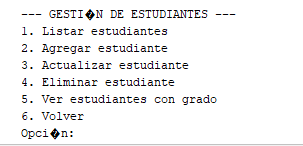 --- GESTI�N DE ESTUDIANTES ---
1. Listar estudiantes
2. Agregar estudiante
3. Actualizar estudiante
4. Eliminar estudiante
5. Ver estudiantes con grado
6. Volver
Opci�n: